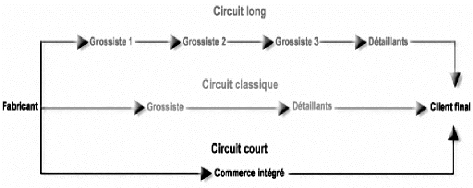 Circuit long
Grossiste 1 Grossiste 2 Grossiste 3 Détaillants
Circuit classique
Fabricant Grossiste Détaillants Client final
Circuit court
Commerce intégré